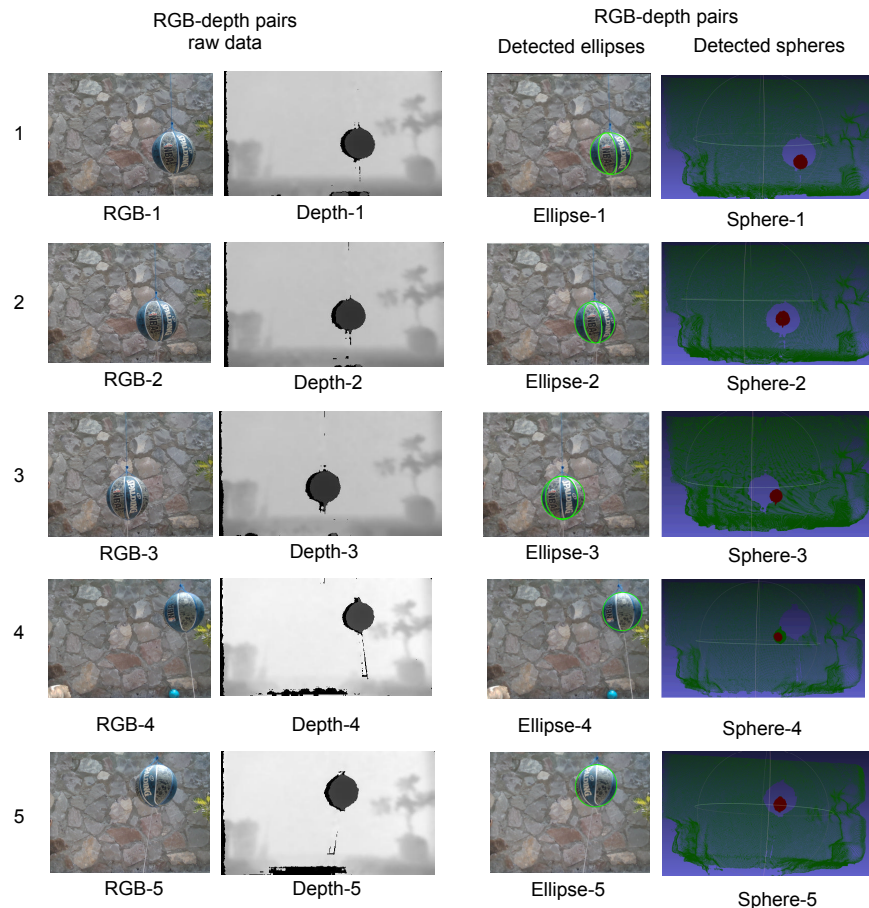 RGB-depth pairs
raw data
RGB-depth pairs
Detected ellipses
Detected spheres
1
RGB-1
Depth-1
Ellipse-1
Sphere-1
2
RGB-2
Depth-2
Ellipse-2
Sphere-2
3
RGB-3
Depth-3
Ellipse-3
Sphere-3
4
RGB-4
Depth-4
Ellipse-4
Sphere-4
5
RGB-5
Depth-5
Ellipse-5
Sphere-5